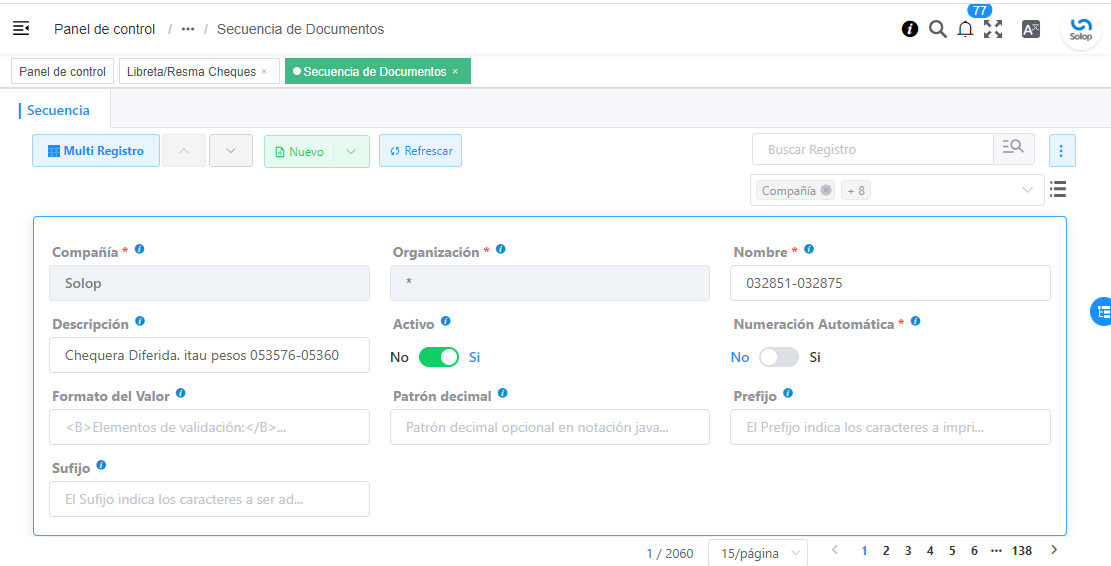 Panel de control / ••• / Secuencia de Documentos
77
Solop
Panel de control
Libreta/Resma Cheques ×
Secuencia de Documentos ×
Secuencia
Multi Registro
Nuevo
Refrescar
Buscar Registro
Compañía
+ 8
Compañía *
Organización *
Nombre *
Solop
*
032851-032875
Descripción
Activo
Numeración Automática *
Chequera Diferida. itau pesos 053576-05360
No Si
No Si
Formato del Valor
Patrón decimal
Prefijo
<B>Elementos de validación:</B>...
Patrón decimal opcional en notación java...
El Prefijo indica los caracteres a impri...
Sufijo
El Sufijo indica los caracteres a ser ad...
1 / 2060
15/página
1 2 3 4 5 6 ••• 138